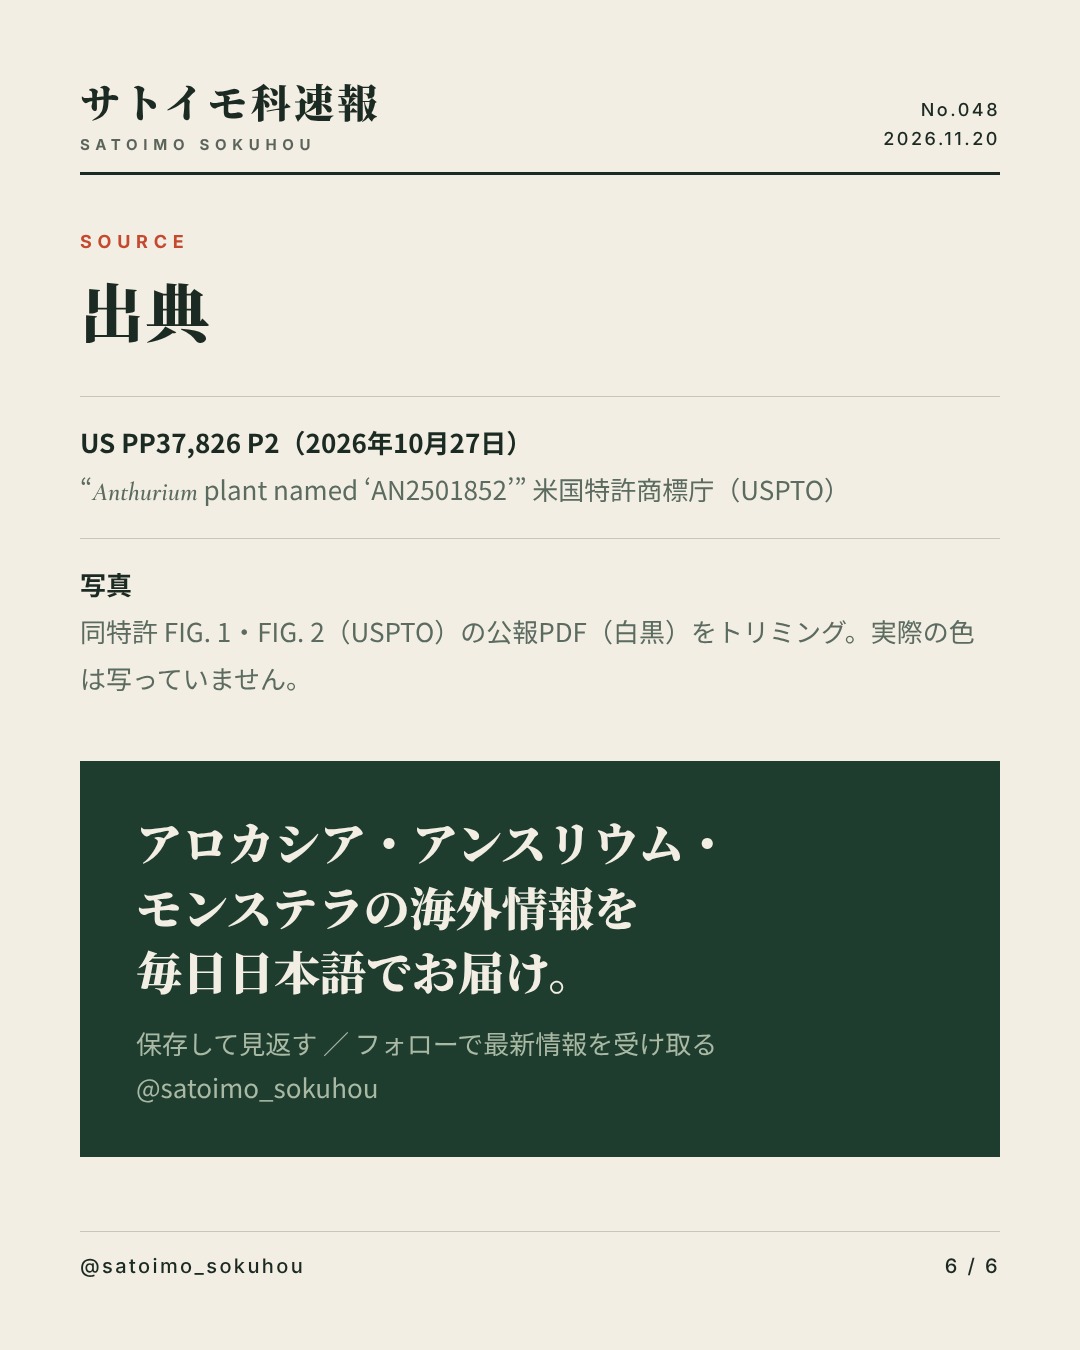 サトイモ科速報
SATOIMO SOKUHOU
No.048
2026.11.20
SOURCE
出典
US PP37,826 P2（2026年10月27日）
“Anthurium plant named ‘AN2501852’” 米国特許商標庁（USPTO）
写真
同特許 FIG. 1・FIG. 2（USPTO）の公報PDF（白黒）をトリミング。実際の色
は写っていません。
アロカシア・アンスリウム・
モンステラの海外情報を
毎日日本語でお届け。
保存して見返す ／ フォローで最新情報を受け取る
@satoimo_sokuhou
@satoimo_sokuhou
6 / 6